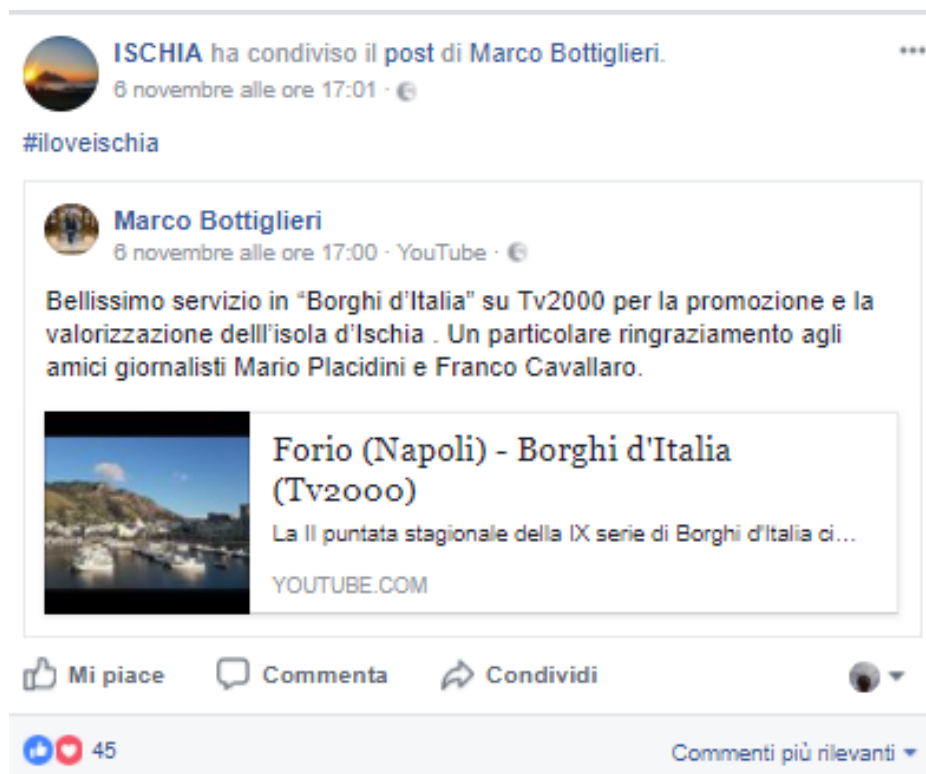 ISCHIA ha condiviso il post di Marco Bottiglieri.
6 novembre alle ore 17:01 ·
#iloveischia
Marco Bottiglieri
6 novembre alle ore 17:00 · YouTube ·
Bellissimo servizio in “Borghi d’Italia” su Tv2000 per la promozione e la
valorizzazione delll’isola d’Ischia . Un particolare ringraziamento agli
amici giornalisti Mario Placidini e Franco Cavallaro.
Forio (Napoli) - Borghi d'Italia
(Tv2000)
La II puntata stagionale della IX serie di Borghi d'Italia ci...
YOUTUBE.COM
Mi piace Commenta Condividi
45 Commenti più rilevanti